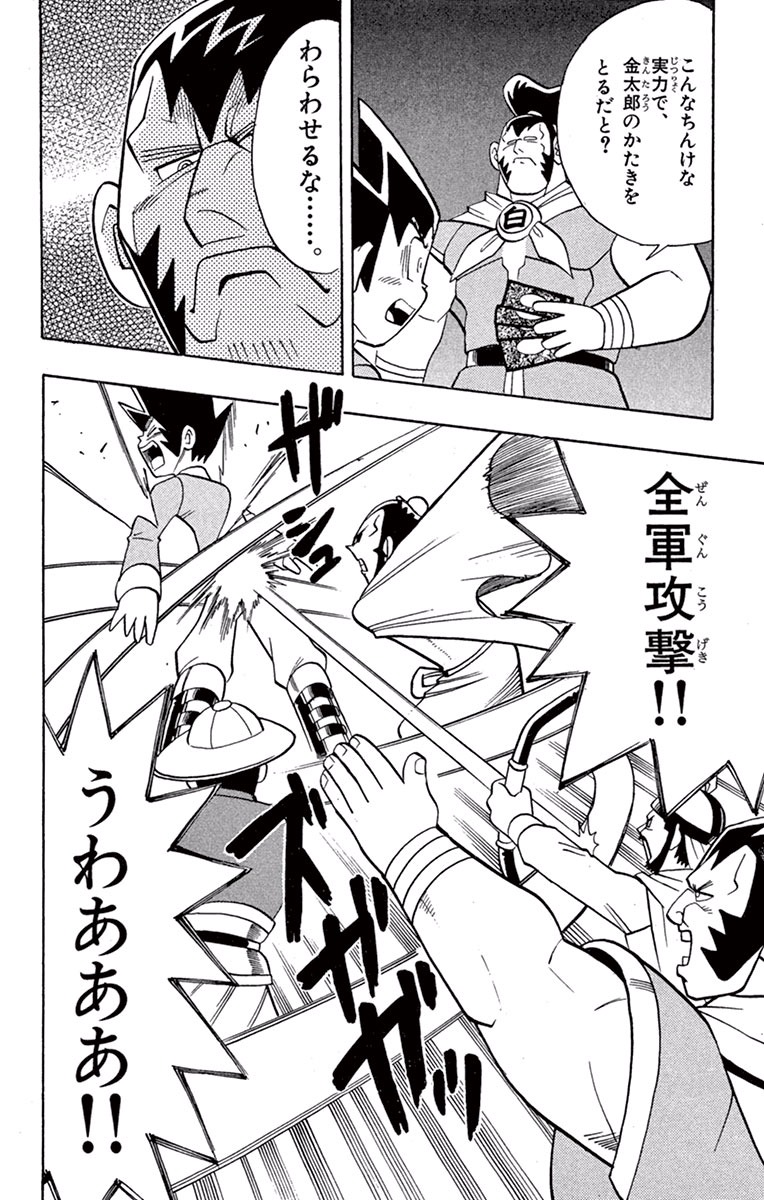 こんなちんけな
実力で、
金太郎のかたきを
とるだと？
白
わらわせるな……。
全軍攻撃!!
ザシュ
ドガガガ
うわあああ!!